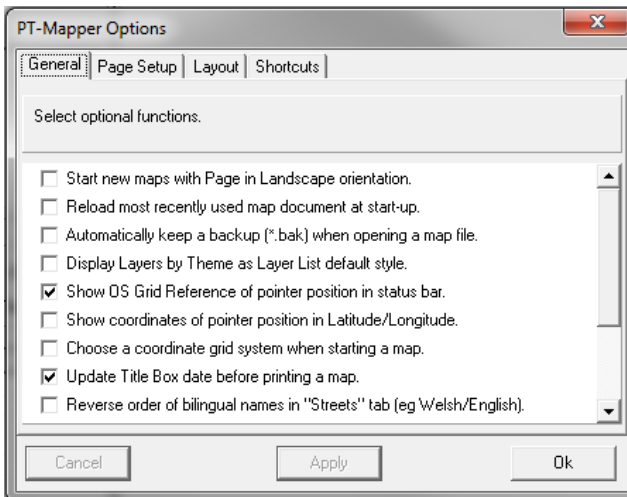 PT-Mapper Options
General Page Setup Layout Shortcuts
Select optional functions.
Start new maps with Page in Landscape orientation.
Reload most recently used map document at start-up.
Automatically keep a backup (*.bak) when opening a map file.
Display Layers by Theme as Layer List default style.
Show OS Grid Reference of pointer position in status bar.
Show coordinates of pointer position in Latitude/Longitude.
Choose a coordinate grid system when starting a map.
Update Title Box date before printing a map.
Reverse order of bilingual names in "Streets" tab (eg Welsh/English).
Cancel Apply Ok